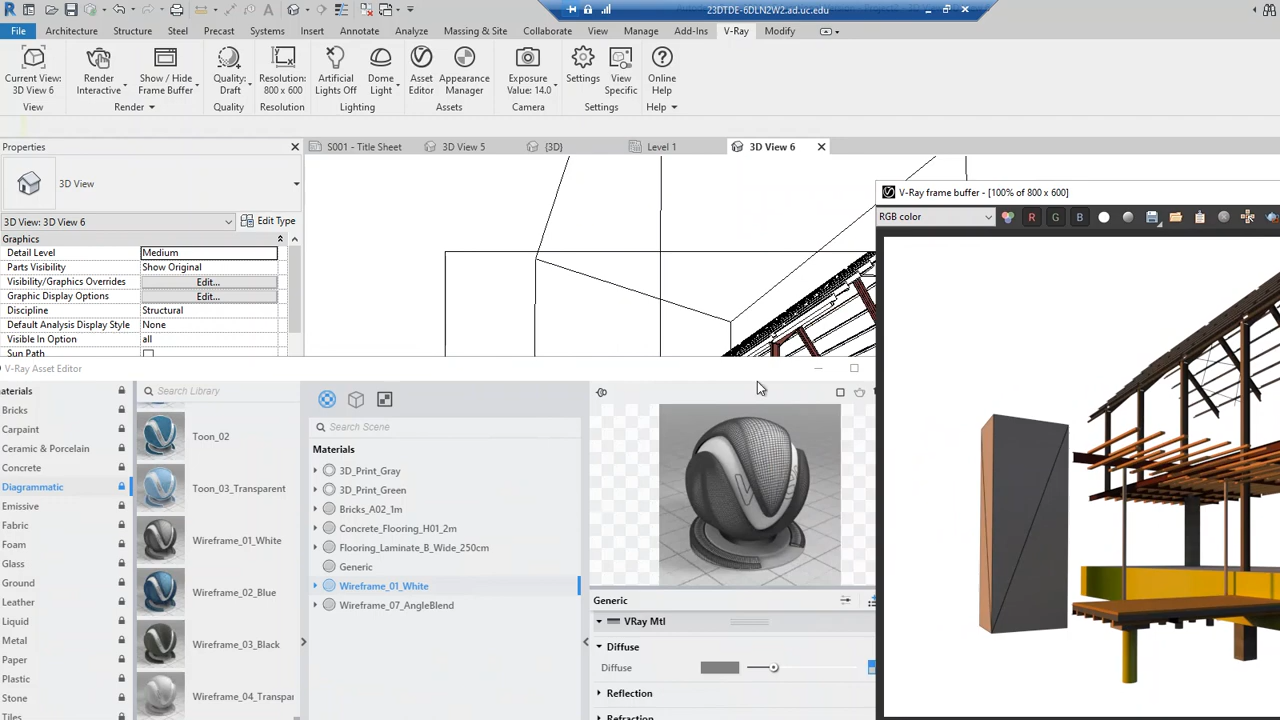 23DTDE-6DLN2W2.ad.uc.edu
File Architecture Structure Steel Precast Systems Insert Annotate Analyze Massing & Site Collaborate View Manage Add-Ins V-Ray Modify
Current View: 3D View 6
Render Interactive
Show / Hide Frame Buffer
Quality: Draft
Resolution: 800 x 600
Artificial Lights Off
Dome Light
Asset Editor
Appearance Manager
Exposure Value: 14.0
Settings
View Specific
Online Help
View Render Quality Resolution Lighting Assets Camera Settings Help
Properties
S001 - Title Sheet 3D View 5 {3D} Level 1 3D View 6
3D View
3D View: 3D View 6 Edit Type
Graphics
Detail Level Medium
Parts Visibility Show Original
Visibility/Graphics Overrides Edit...
Graphic Display Options Edit...
Discipline Structural
Default Analysis Display Style None
Visible In Option all
Sun Path
V-Ray frame buffer - [100% of 800 x 600]
RGB color
R G B
V-Ray Asset Editor
aterials
Bricks
Carpaint
Ceramic & Porcelain
Concrete
Diagrammatic
Emissive
Fabric
Foam
Glass
Ground
Leather
Liquid
Metal
Paper
Plastic
Stone
Tiles
Search Library
Toon_02
Toon_03_Transparent
Wireframe_01_White
Wireframe_02_Blue
Wireframe_03_Black
Wireframe_04_Transpar
Search Scene
Materials
3D_Print_Gray
3D_Print_Green
Bricks_A02_1m
Concrete_Flooring_H01_2m
Flooring_Laminate_B_Wide_250cm
Generic
Wireframe_01_White
Wireframe_07_AngleBlend
Generic
VRay Mtl
Diffuse
Diffuse
Reflection
Refraction